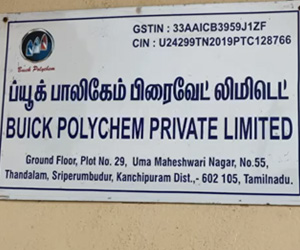 GSTIN : 33AAICB3959J1ZF
CIN : U24299TN2019PTC128766
Buick Polychem
ப்யூக் பாலிகேம் பிரைவேட் லிமிடெட்
BUICK POLYCHEM PRIVATE LIMITED
Ground Floor, Plot No. 29, Uma Maheshwari Nagar, No.55,
Thandalam, Sriperumbudur, Kanchipuram Dist.,- 602 105, Tamilnadu.